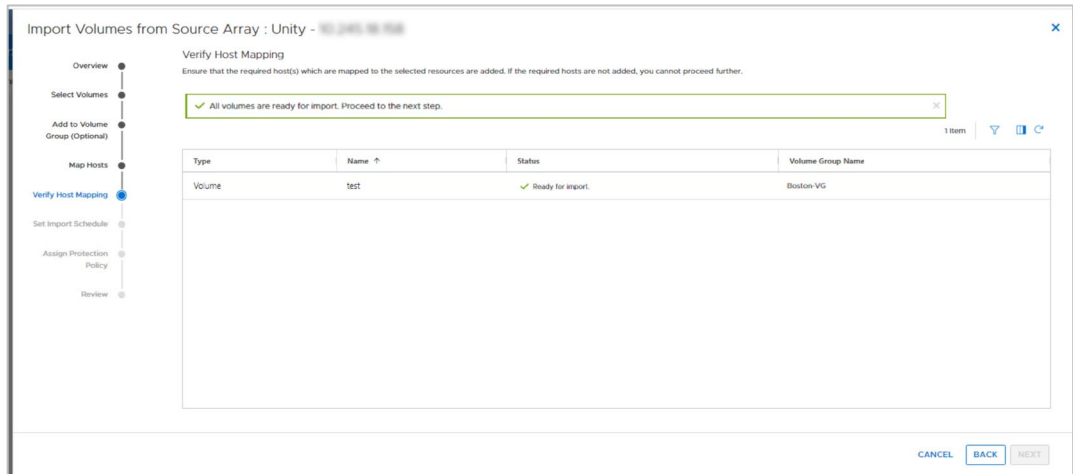 Import Volumes from Source Array : Unity -
Overview
Select Volumes
Add to Volume
Group (Optional)
Map Hosts
Verify Host Mapping
Set Import Schedule
Assign Protection
Policy
Review
Verify Host Mapping
Ensure that the required host(s) which are mapped to the selected resources are added. If the required hosts are not added, you cannot proceed further.
All volumes are ready for import. Proceed to the next step.
1 Item
Type Name Status Volume Group Name
Volume test Ready for import. Boston-VG
CANCEL BACK NEXT